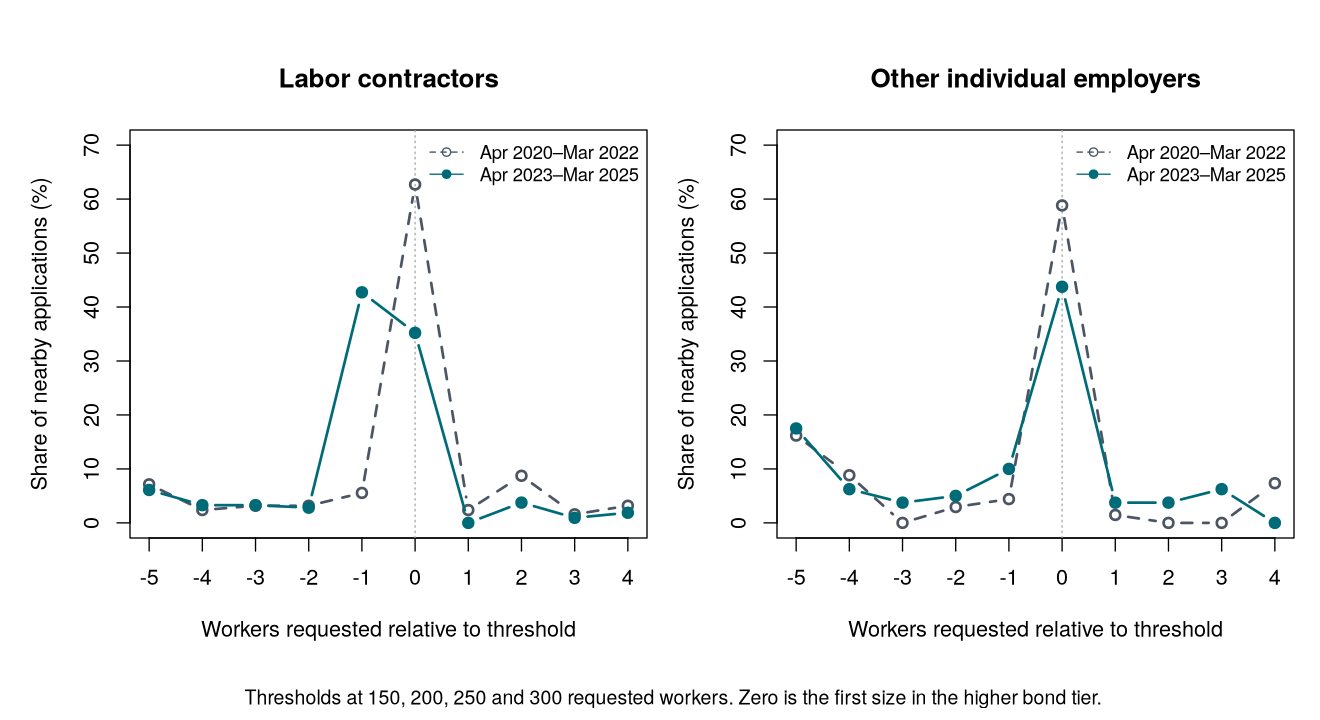 Labor contractors
Share of nearby applications (%)
70
60
50
40
30
20
10
0
Apr 2020–Mar 2022
Apr 2023–Mar 2025
-5 -4 -3 -2 -1 0 1 2 3 4
Workers requested relative to threshold
Other individual employers
Share of nearby applications (%)
70
60
50
40
30
20
10
0
Apr 2020–Mar 2022
Apr 2023–Mar 2025
-5 -4 -3 -2 -1 0 1 2 3 4
Workers requested relative to threshold
Thresholds at 150, 200, 250 and 300 requested workers. Zero is the first size in the higher bond tier.